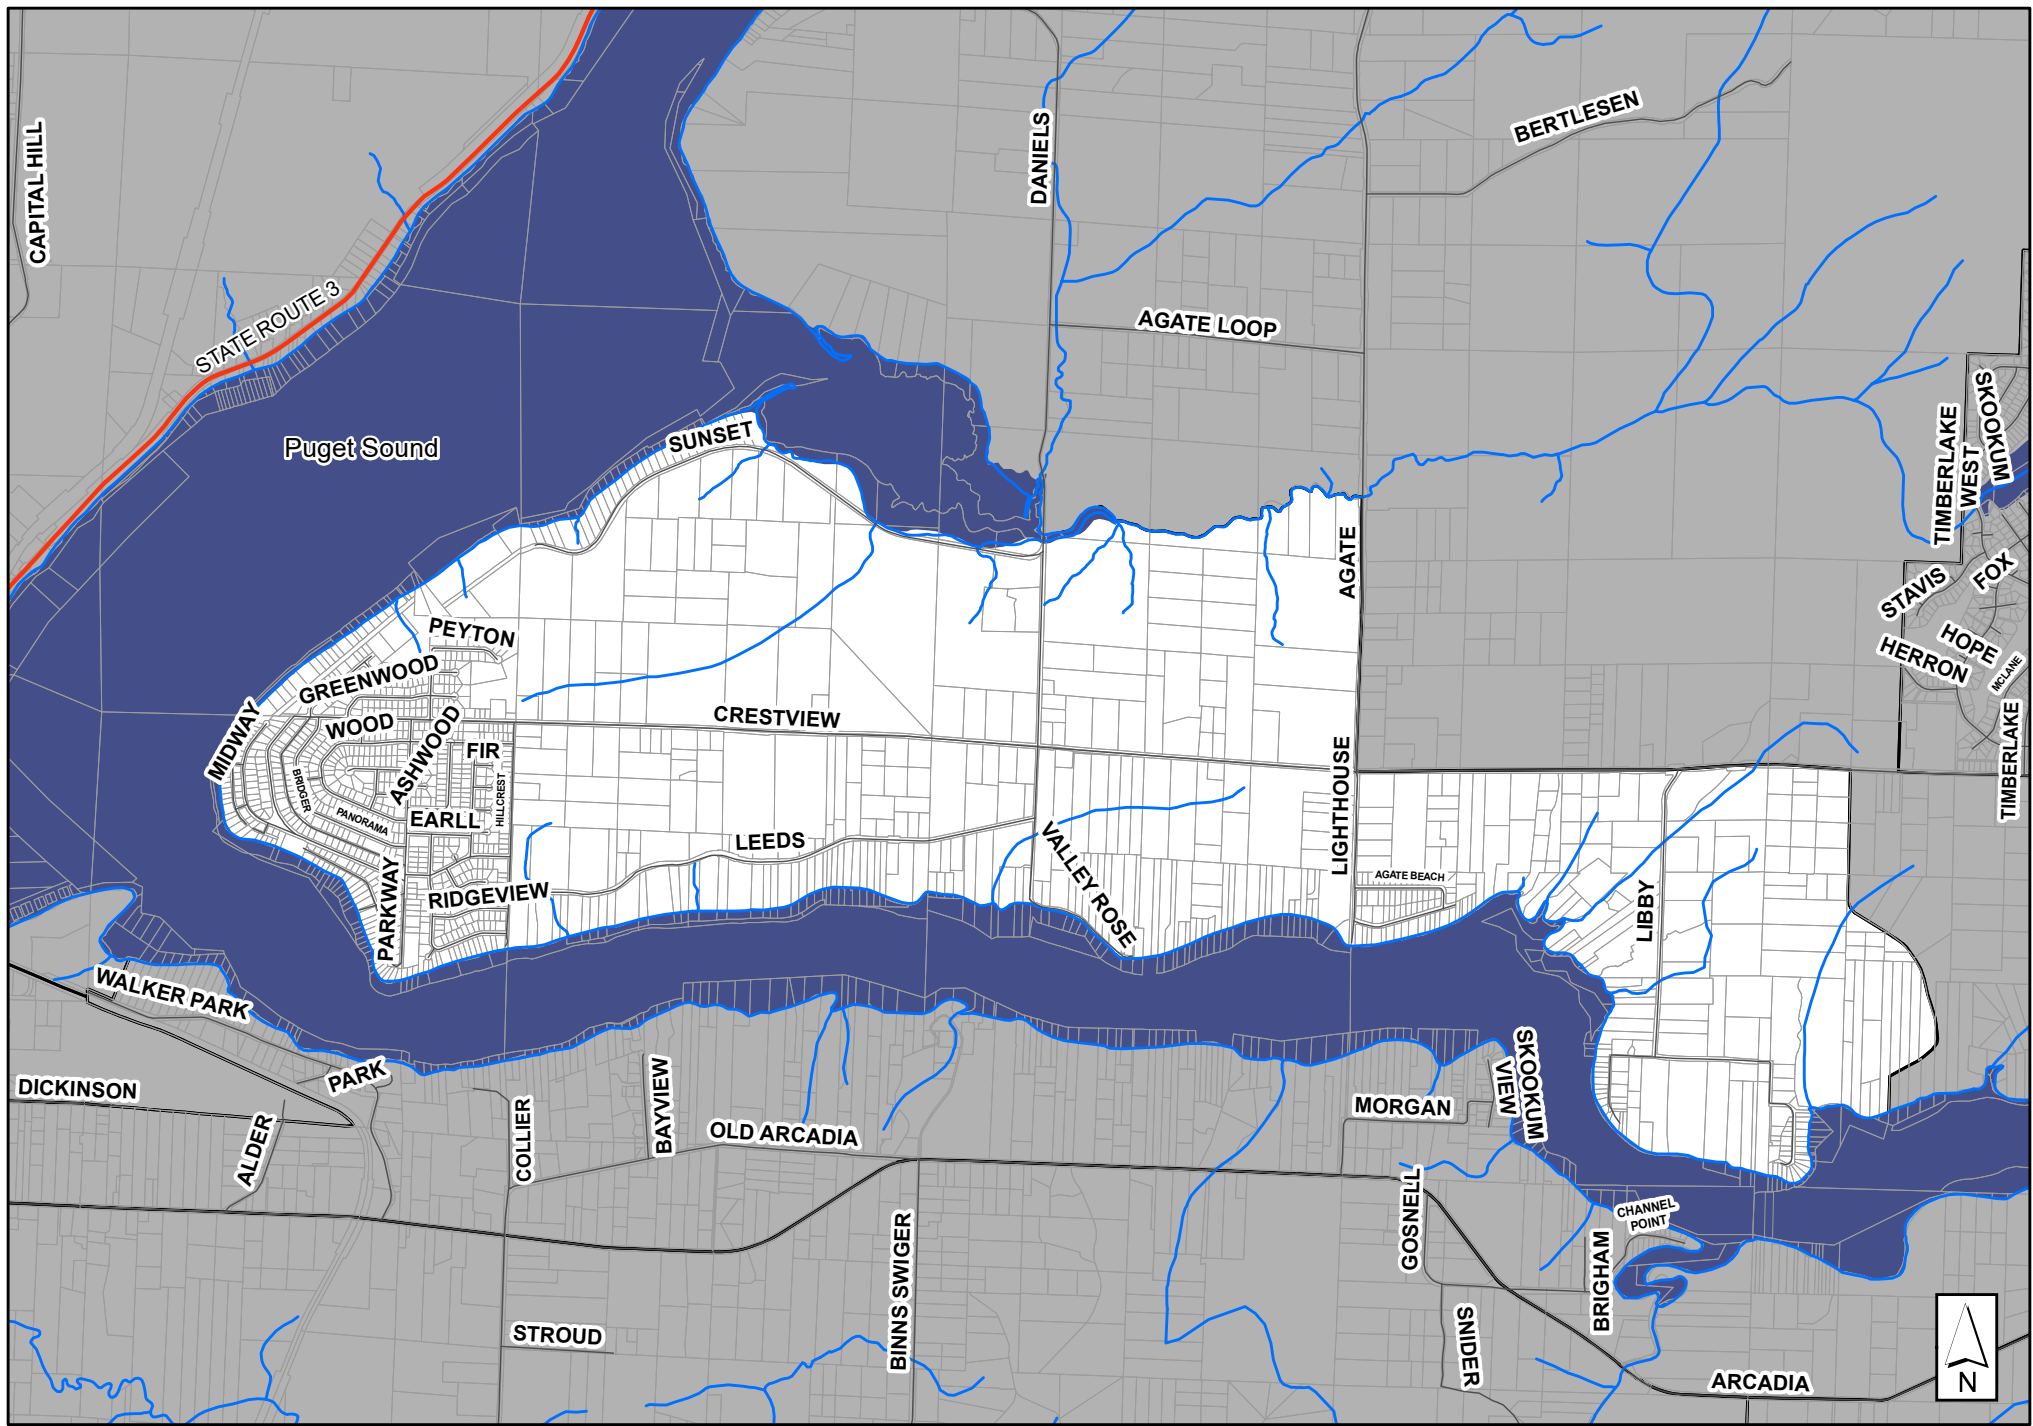 CAPITAL HILL
STATE ROUTE 3
Puget Sound
DANIELS
BERTLESEN
AGATE LOOP
SUNSET
AGATE
TIMBERLAKE
WEST
SKOOKUM
STAVIS
FOX
HOPE
HERRON
MCLANE
TIMBERLAKE
PEYTON
GREENWOOD
MIDWAY
WOOD
ASHWOOD
FIR
BRIDGER
PANORAMA
EARLL
HILLCREST
CRESTVIEW
LEEDS
VALLEY ROSE
LIGHTHOUSE
AGATE BEACH
LIBBY
PARKWAY
RIDGEVIEW
WALKER PARK
PARK
DICKINSON
ALDER
COLLIER
BAYVIEW
OLD ARCADIA
MORGAN
VIEW
SKOOKUM
GOSNELL
CHANNEL
POINT
BRIGHAM
BINNS SWIGER
STROUD
SNIDER
ARCADIA
N